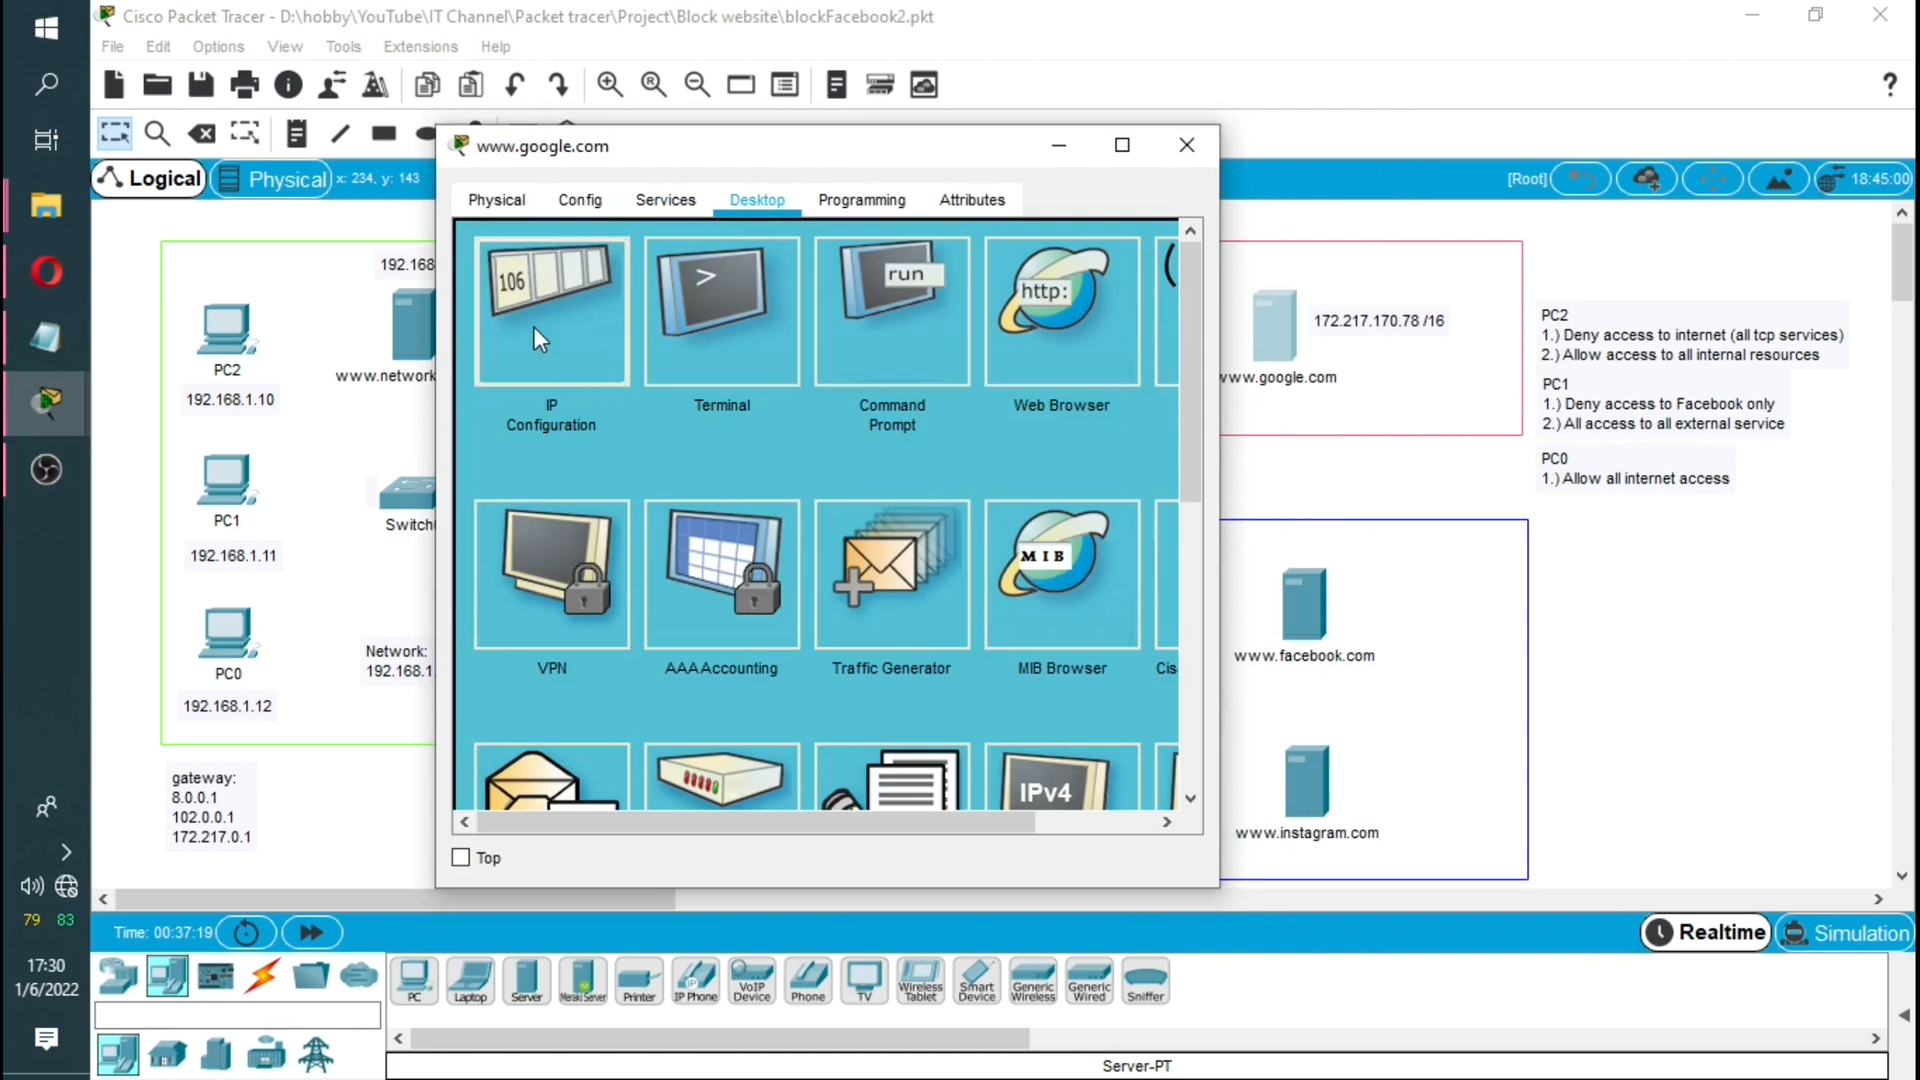 Cisco Packet Tracer - D:\hobby\YouTube\IT Channel\Packet tracer\Project\Block website\blockFacebook2.pkt
File Edit Options View Tools Extensions Help
www.google.com
Logical Physical x: 234, y: 143
[Root] 18:45:00
Physical Config Services Desktop Programming Attributes
106
>
run
http:
IP
Configuration
Terminal
Command
Prompt
Web Browser
MIB
VPN
AAA Accounting
Traffic Generator
MIB Browser
Cis
IPv4
Top
192.168
PC2
192.168.1.10
www.network
PC1
192.168.1.11
Switch
PC0
192.168.1.12
Network:
192.168.1.
gateway:
8.0.0.1
102.0.0.1
172.217.0.1
172.217.170.78 /16
www.google.com
PC2
1.) Deny access to internet (all tcp services)
2.) Allow access to all internal resources
PC1
1.) Deny access to Facebook only
2.) All access to all external service
PC0
1.) Allow all internet access
www.facebook.com
www.instagram.com
Time: 00:37:19
Realtime Simulation
PC
Laptop
Server
Meraki Server
Printer
IP Phone
VoIP
Device
Phone
TV
Wireless
Tablet
Smart
Device
Generic
Wireless
Generic
Wired
Sniffer
Server-PT
79 83
17:30
1/6/2022